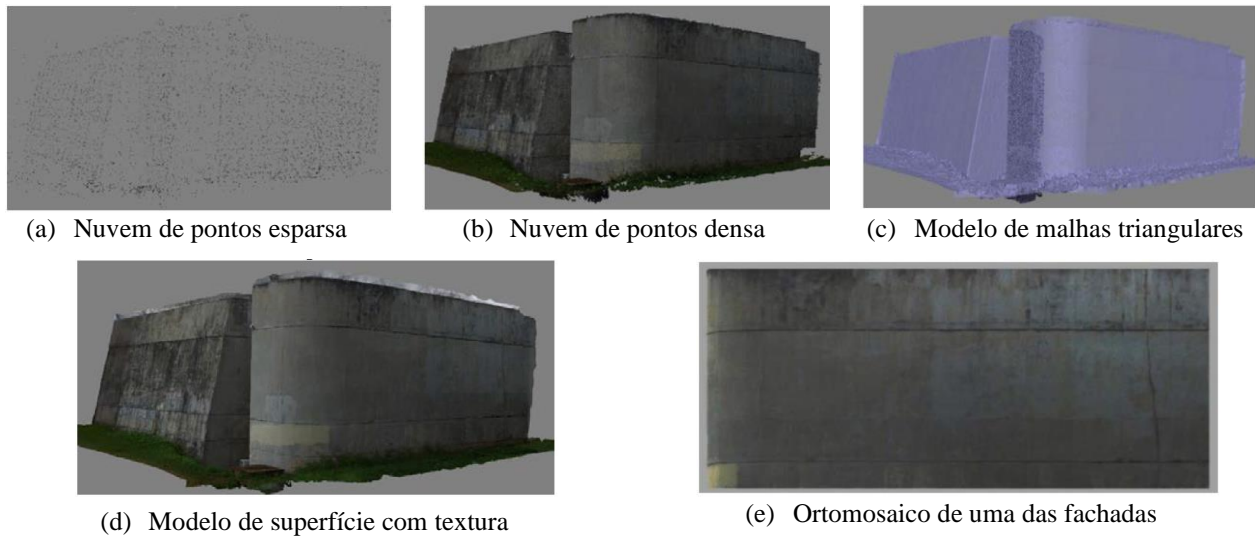 (a) Nuvem de pontos esparsa
(b) Nuvem de pontos densa
(c) Modelo de malhas triangulares
(d) Modelo de superfície com textura
(e) Ortomosaico de uma das fachadas